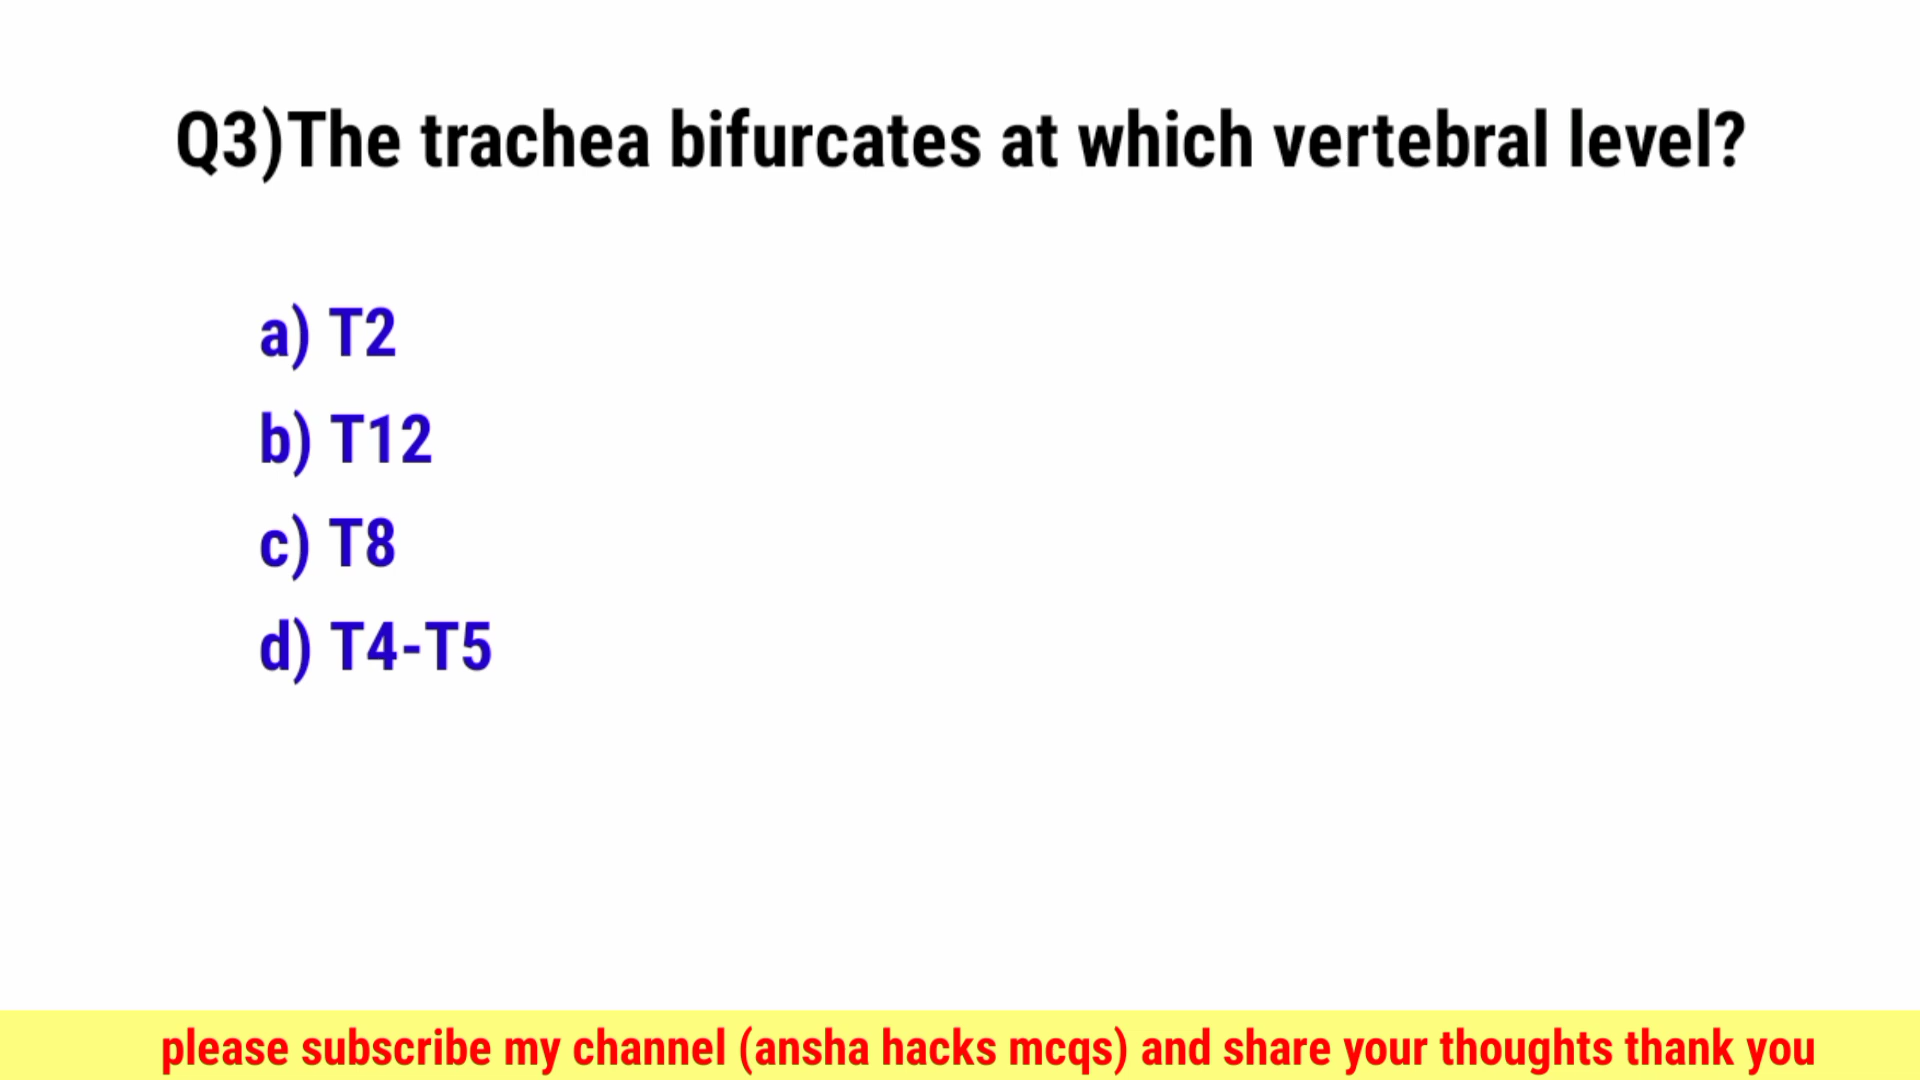 Q3)The trachea bifurcates at which vertebral level?
a) T2
b) T12
c) T8
d) T4-T5
please subscribe my channel (ansha hacks mcqs) and share your thoughts thank you